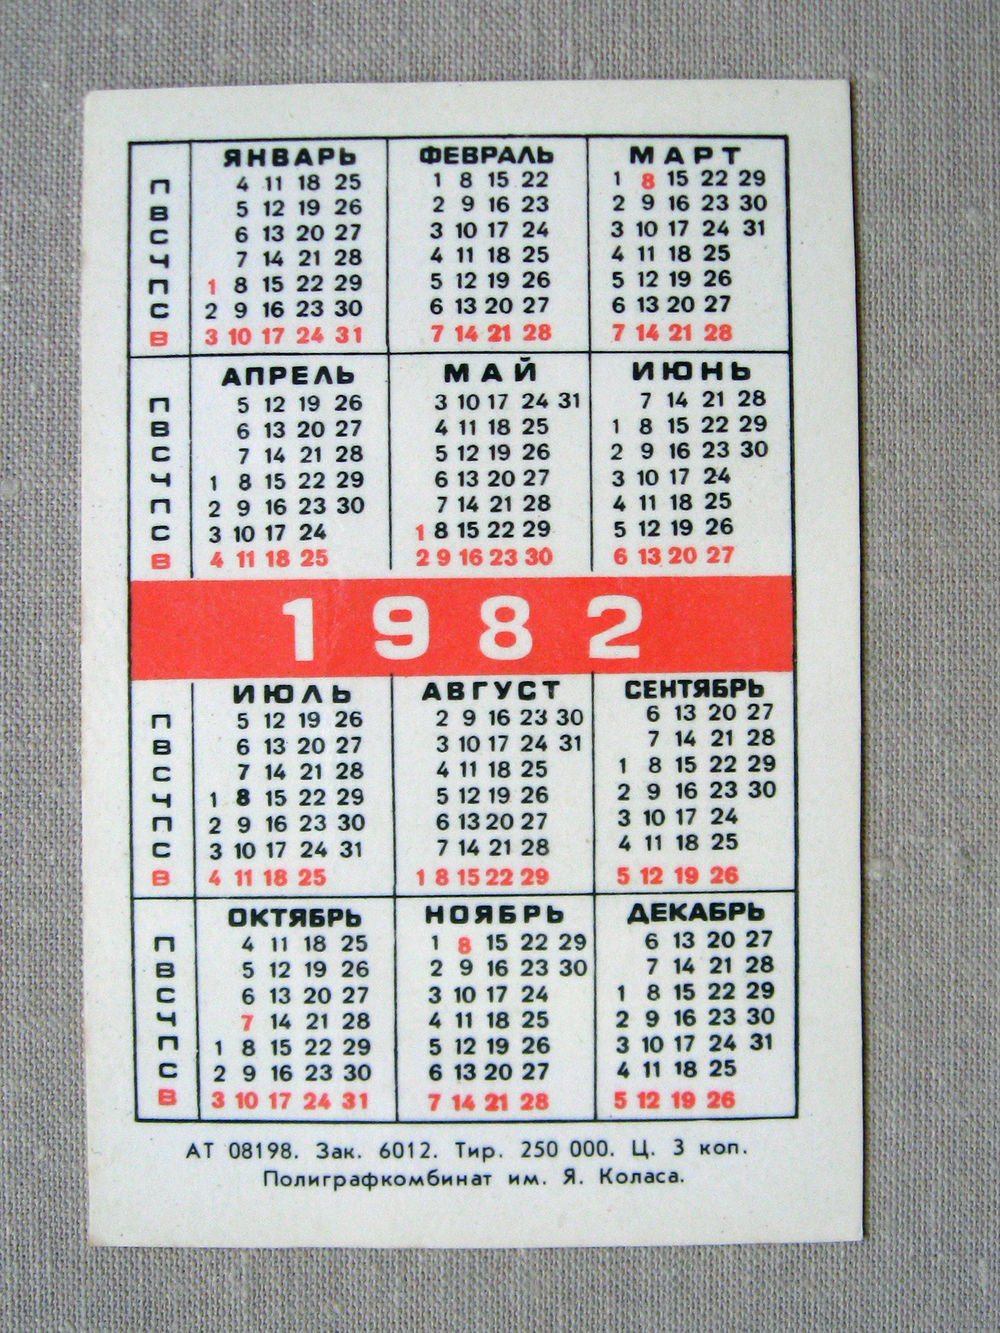 ЯНВАРЬ ФЕВРАЛЬ МАРТ
П 4 11 18 25 1 8 15 22 1 8 15 22 29
В 5 12 19 26 2 9 16 23 2 9 16 23 30
С 6 13 20 27 3 10 17 24 3 10 17 24 31
Ч 7 14 21 28 4 11 18 25 4 11 18 25
П 1 8 15 22 29 5 12 19 26 5 12 19 26
С 2 9 16 23 30 6 13 20 27 6 13 20 27
В 3 10 17 24 31 7 14 21 28 7 14 21 28
АПРЕЛЬ МАЙ ИЮНЬ
П 5 12 19 26 3 10 17 24 31 7 14 21 28
В 6 13 20 27 4 11 18 25 1 8 15 22 29
С 7 14 21 28 5 12 19 26 2 9 16 23 30
Ч 1 8 15 22 29 6 13 20 27 3 10 17 24
П 2 9 16 23 30 7 14 21 28 4 11 18 25
С 3 10 17 24 1 8 15 22 29 5 12 19 26
В 4 11 18 25 2 9 16 23 30 6 13 20 27
1982
ИЮЛЬ АВГУСТ СЕНТЯБРЬ
П 5 12 19 26 2 9 16 23 30 6 13 20 27
В 6 13 20 27 3 10 17 24 31 7 14 21 28
С 7 14 21 28 4 11 18 25 1 8 15 22 29
Ч 1 8 15 22 29 5 12 19 26 2 9 16 23 30
П 2 9 16 23 30 6 13 20 27 3 10 17 24
С 3 10 17 24 31 7 14 21 28 4 11 18 25
В 4 11 18 25 1 8 15 22 29 5 12 19 26
ОКТЯБРЬ НОЯБРЬ ДЕКАБРЬ
П 4 11 18 25 1 8 15 22 29 6 13 20 27
В 5 12 19 26 2 9 16 23 30 7 14 21 28
С 6 13 20 27 3 10 17 24 1 8 15 22 29
Ч 7 14 21 28 4 11 18 25 2 9 16 23 30
П 1 8 15 22 29 5 12 19 26 3 10 17 24 31
С 2 9 16 23 30 6 13 20 27 4 11 18 25
В 3 10 17 24 31 7 14 21 28 5 12 19 26
АТ 08198. Зак. 6012. Тир. 250 000. Ц. 3 коп.
Полиграфкомбинат им. Я. Коласа.